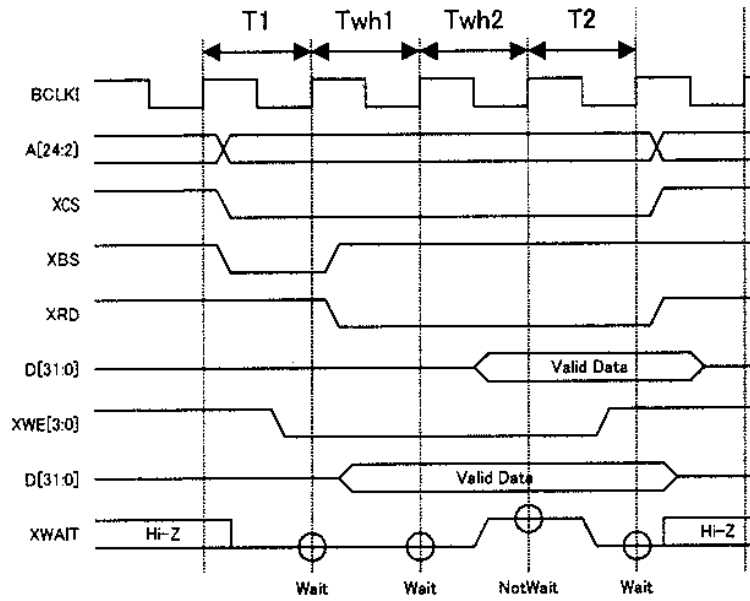 T1 Twh1 Twh2 T2
BCLKI
A[24:2]
XCS
XBS
XRD
D[31:0] Valid Data
XWE[3:0]
D[31:0] Valid Data
XWAIT Hi-Z Hi-Z
Wait Wait NotWait Wait